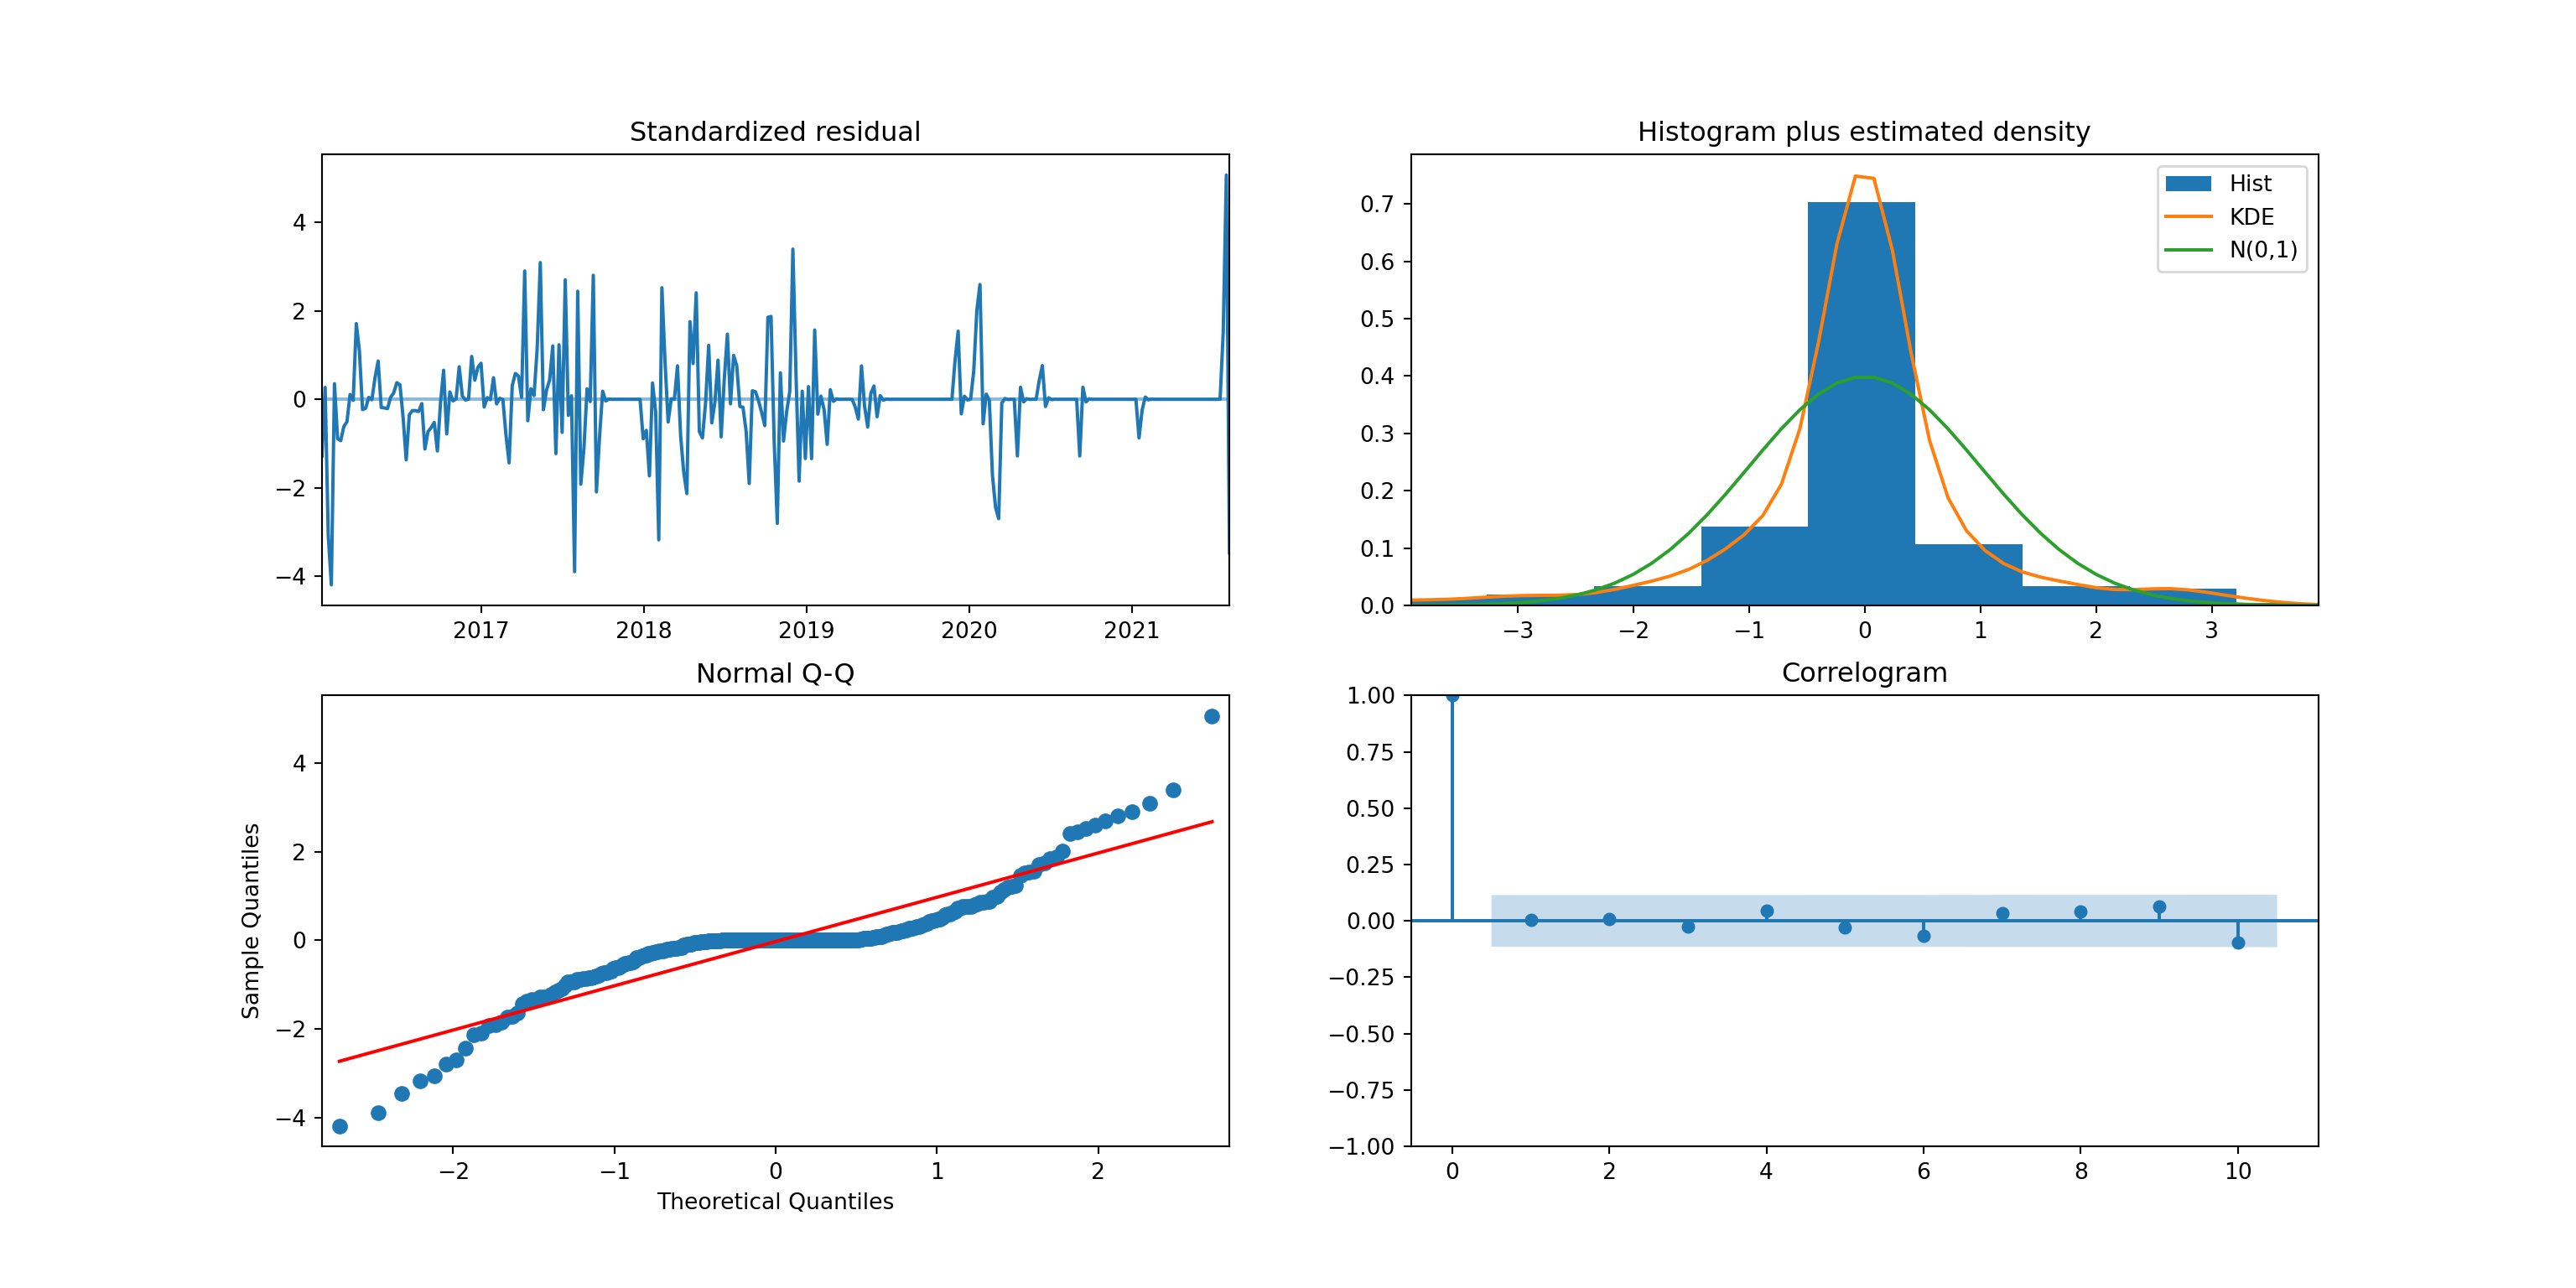 Standardized residual
4
2
0
−2
−4
2017 2018 2019 2020 2021
Histogram plus estimated density
Hist
KDE
N(0,1)
0.7
0.6
0.5
0.4
0.3
0.2
0.1
0.0
−3 −2 −1 0 1 2 3
Normal Q-Q
Sample Quantiles
4
2
0
−2
−4
−2 −1 0 1 2
Theoretical Quantiles
Correlogram
1.00
0.75
0.50
0.25
0.00
−0.25
−0.50
−0.75
−1.00
0 2 4 6 8 10